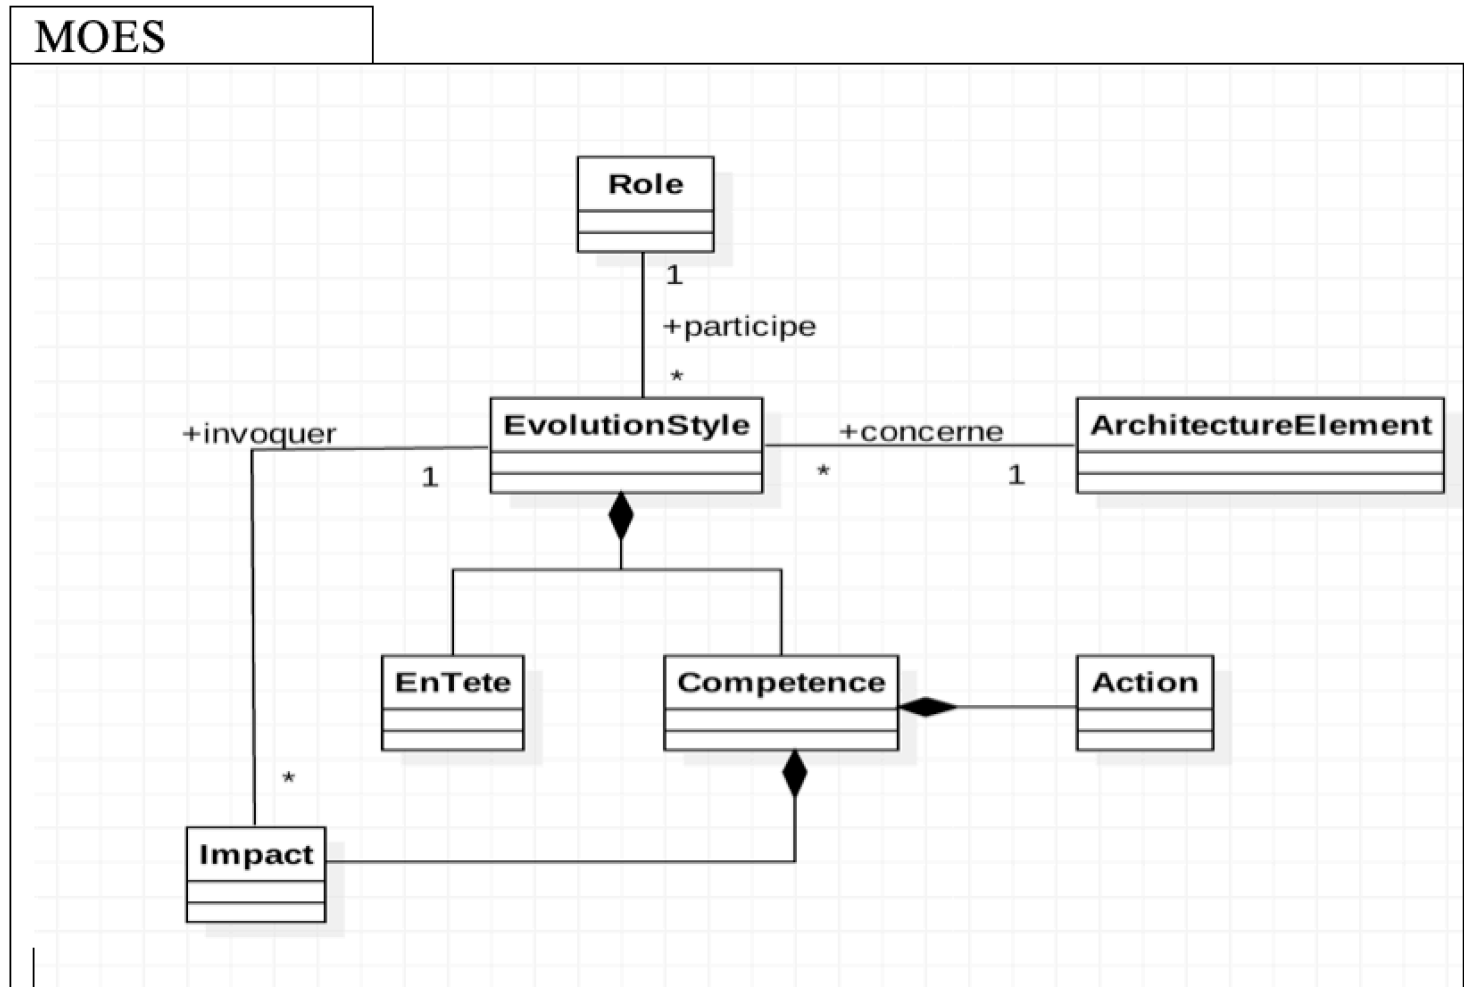 MOES
Role
1
+participe
*
EvolutionStyle
ArchitectureElement
+invoquer
+concerne
1
*
1
EnTete
Competence
Action
*
Impact